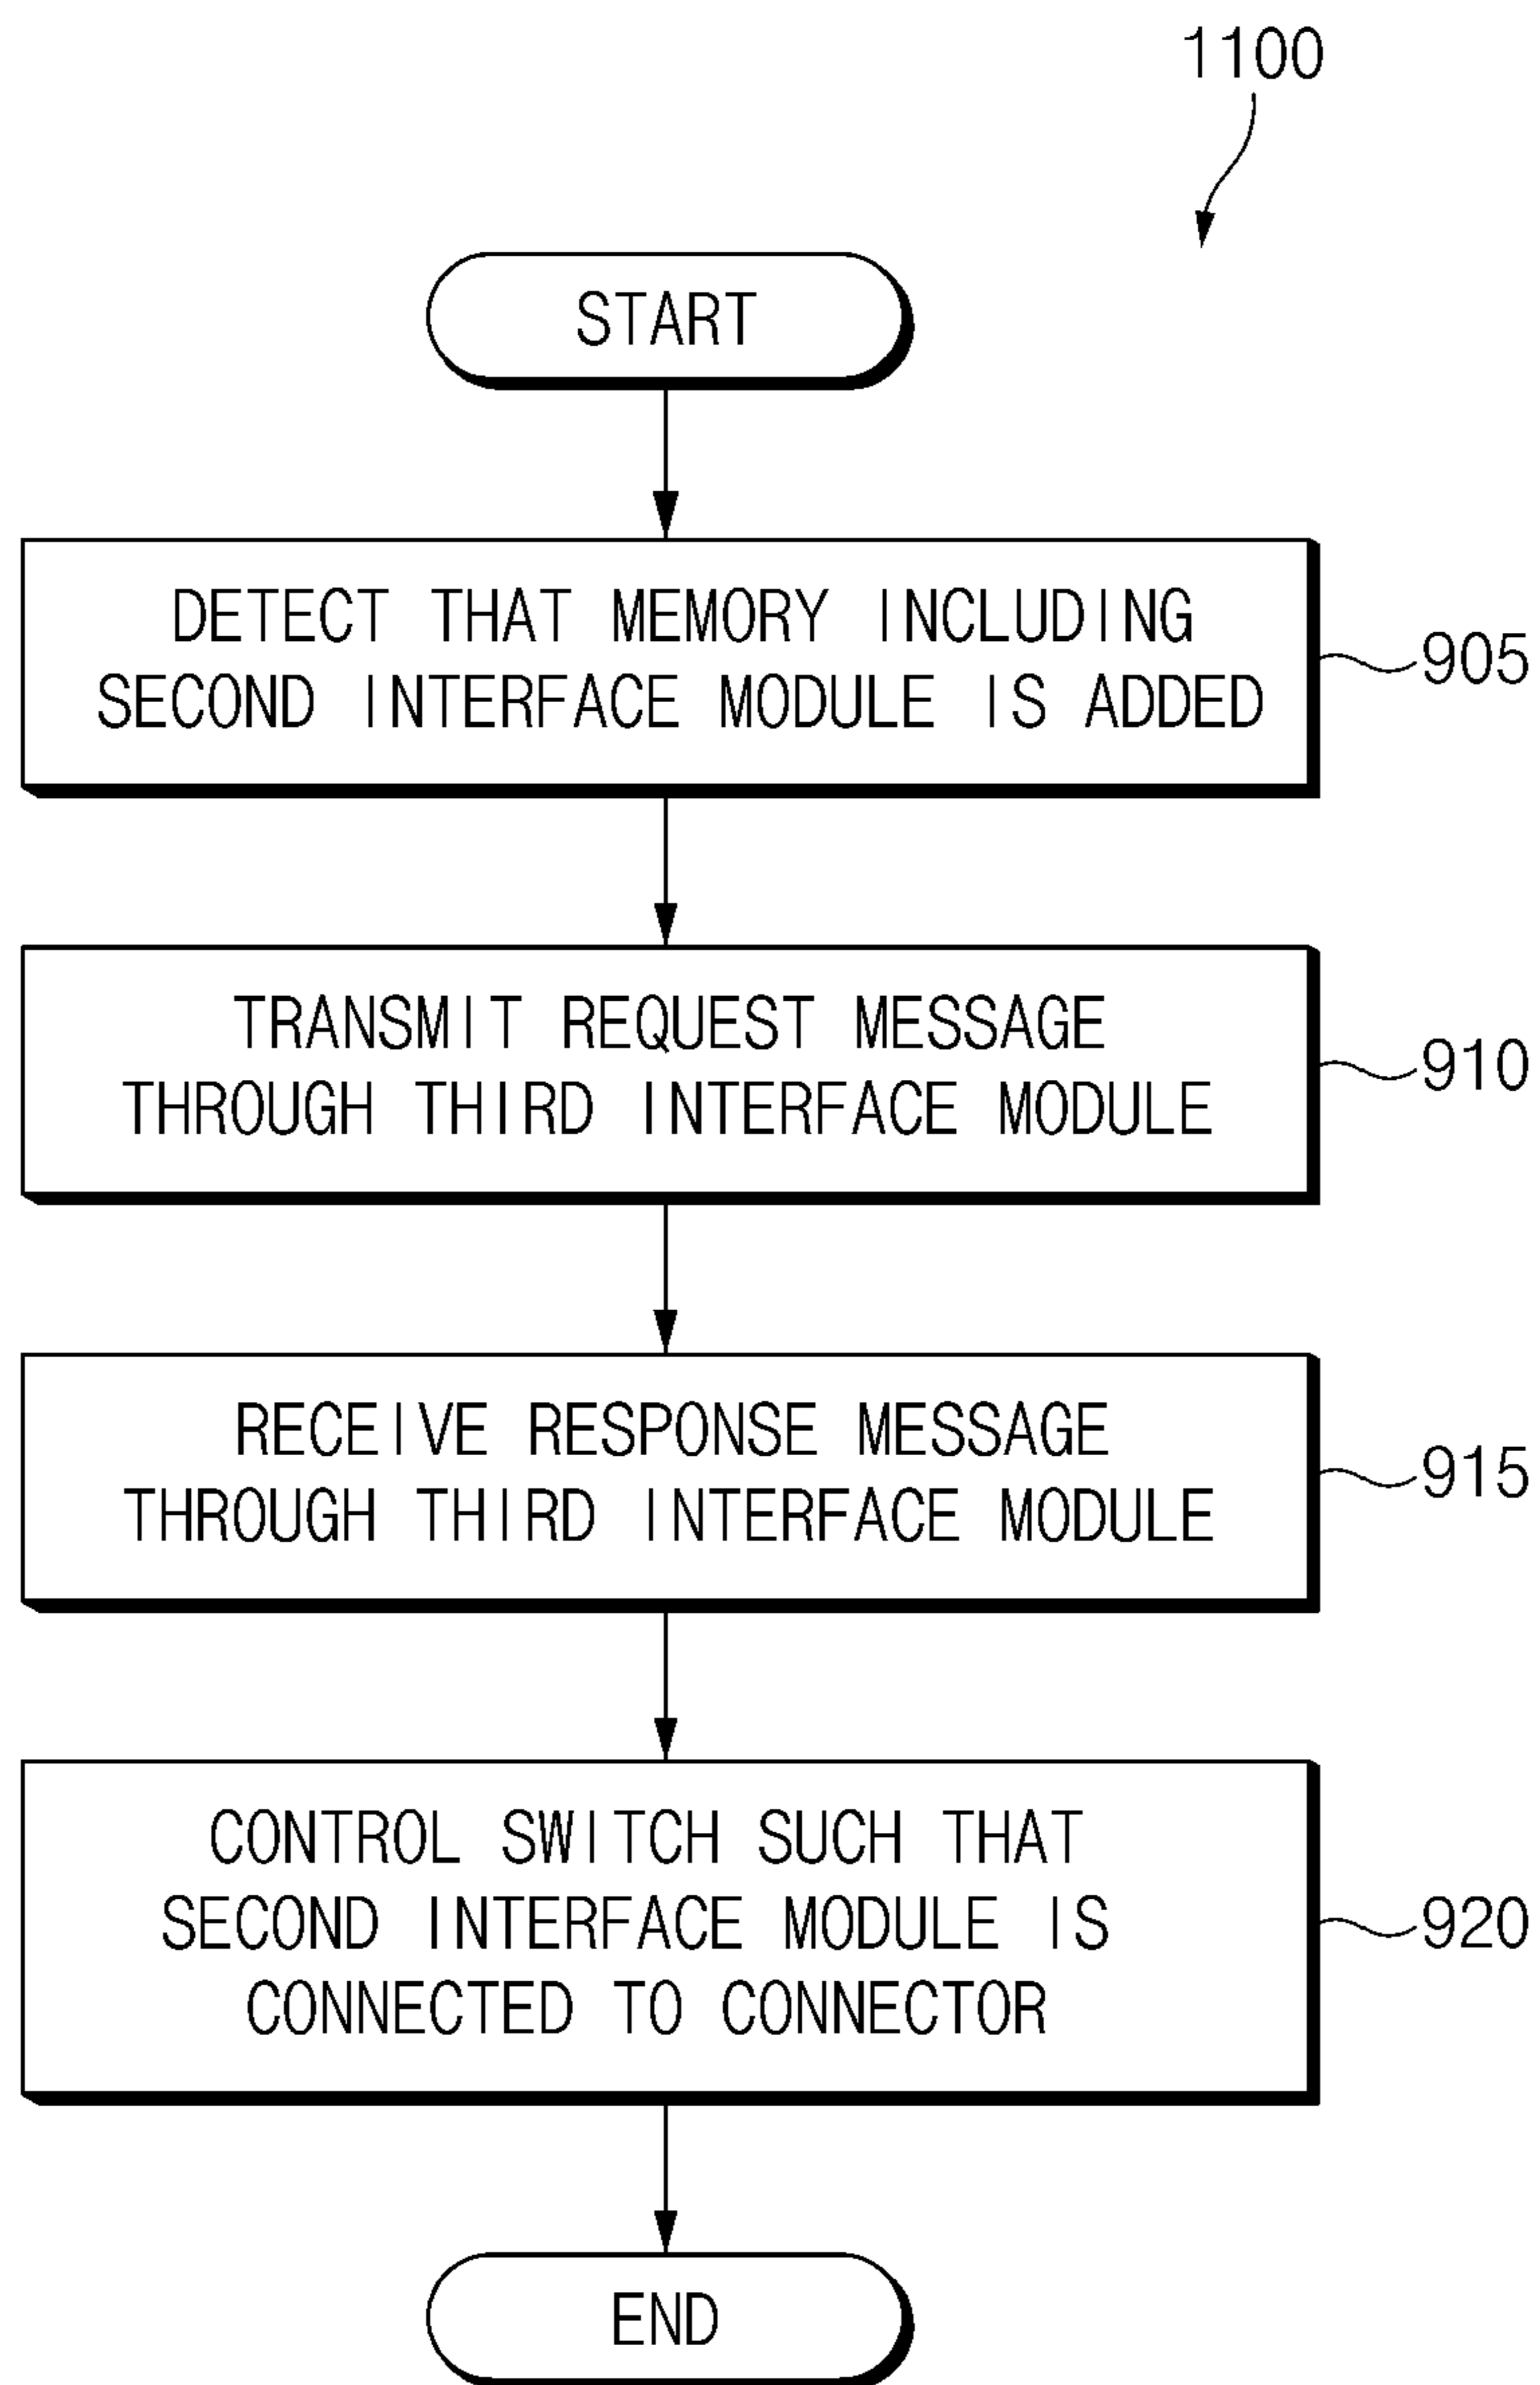 1100
START
DETECT THAT MEMORY INCLUDING
SECOND INTERFACE MODULE IS ADDED
905
TRANSMIT REQUEST MESSAGE
THROUGH THIRD INTERFACE MODULE
910
RECEIVE RESPONSE MESSAGE
THROUGH THIRD INTERFACE MODULE
915
CONTROL SWITCH SUCH THAT
SECOND INTERFACE MODULE IS
CONNECTED TO CONNECTOR
920
END